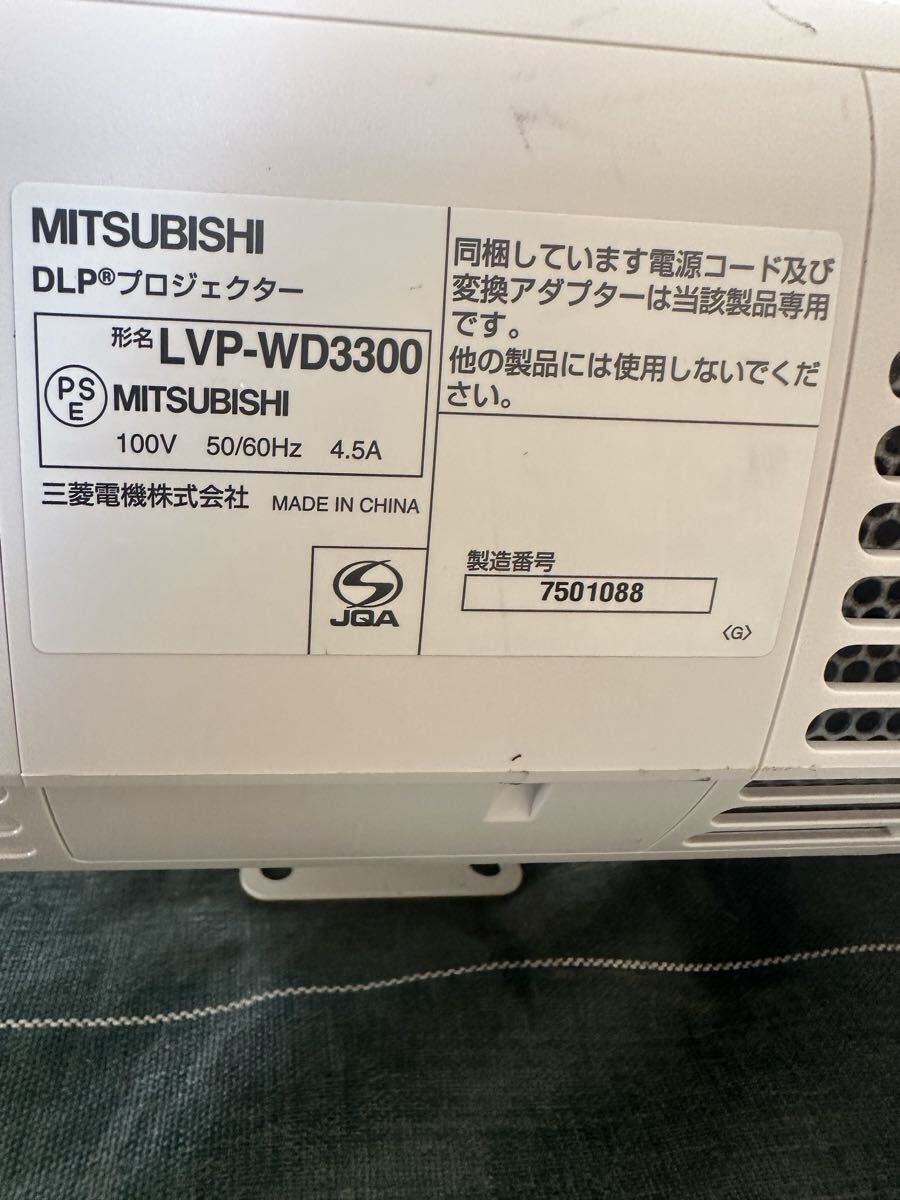 MITSUBISHI
DLP®プロジェクター
形名 LVP-WD3300
PSE MITSUBISHI
100V 50/60Hz 4.5A
三菱電機株式会社 MADE IN CHINA
JQA
同梱しています電源コード及び
変換アダプターは当該製品専用
です。
他の製品には使用しないでくだ
さい。
製造番号
7501088
〈G〉